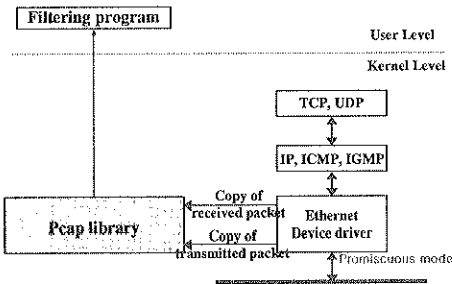 Filtering program
User Level
Kernel Level
TCP, UDP
IP, ICMP, IGMP
Copy of
received packet
Pcap library
Ethernet
Device driver
Copy of
transmitted packet
Promiscuous mode